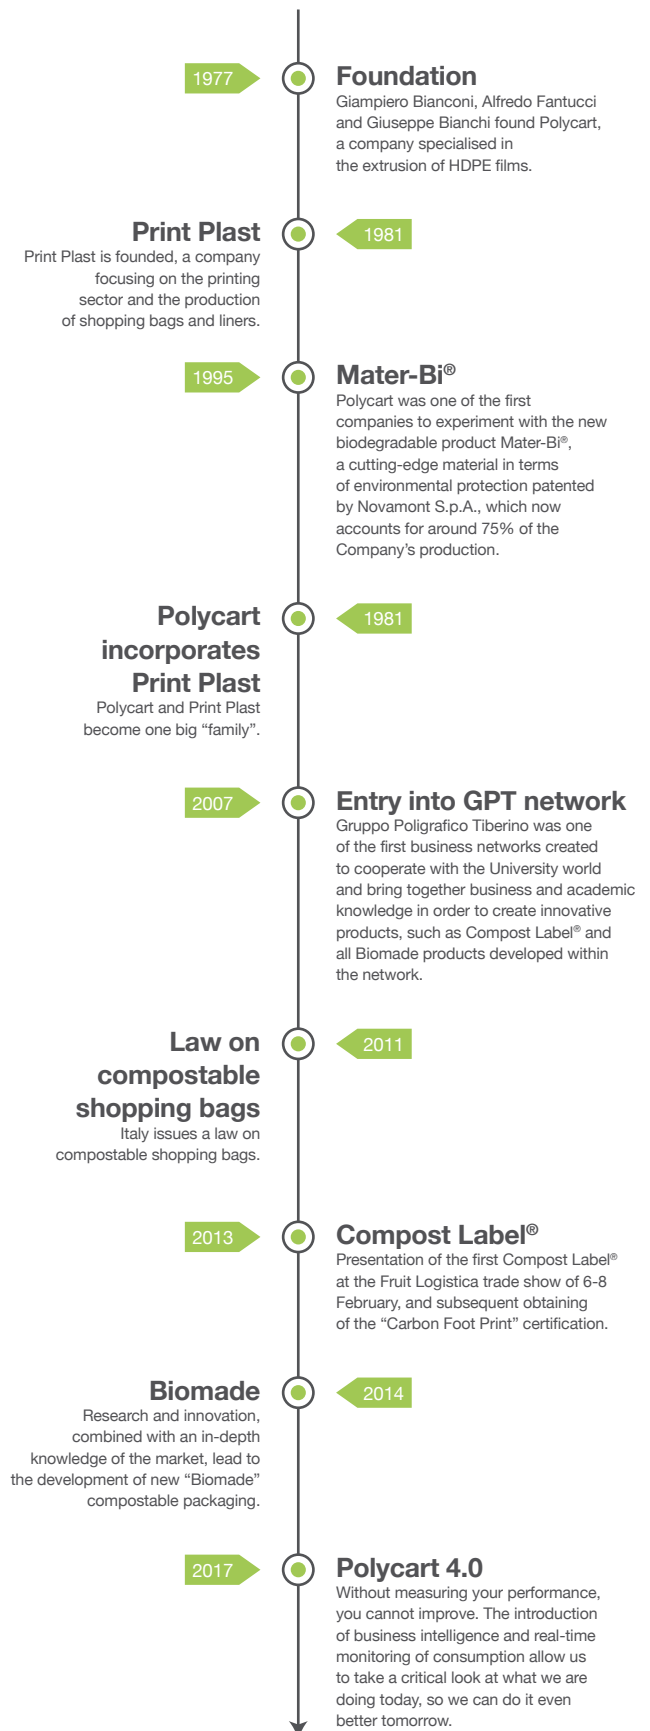 1977
Foundation
Giampiero Bianconi, Alfredo Fantucci
and Giuseppe Bianchi found Polycart,
a company specialised in
the extrusion of HDPE films.
Print Plast
1981
Print Plast is founded, a company
focusing on the printing
sector and the production
of shopping bags and liners.
1995
Mater-Bi®
Polycart was one of the first
companies to experiment with the new
biodegradable product Mater-Bi®,
a cutting-edge material in terms
of environmental protection patented
by Novamont S.p.A., which now
accounts for around 75% of the
Company’s production.
Polycart
1981
incorporates
Print Plast
Polycart and Print Plast
become one big “family”.
2007
Entry into GPT network
Gruppo Poligrafico Tiberino was one
of the first business networks created
to cooperate with the University world
and bring together business and academic
knowledge in order to create innovative
products, such as Compost Label® and
all Biomade products developed within
the network.
Law on
2011
compostable
shopping bags
Italy issues a law on
compostable shopping bags.
2013
Compost Label®
Presentation of the first Compost Label®
at the Fruit Logistica trade show of 6-8
February, and subsequent obtaining
of the “Carbon Foot Print” certification.
Biomade
2014
Research and innovation,
combined with an in-depth
knowledge of the market, lead to
the development of new “Biomade”
compostable packaging.
2017
Polycart 4.0
Without measuring your performance,
you cannot improve. The introduction
of business intelligence and real-time
monitoring of consumption allow us
to take a critical look at what we are
doing today, so we can do it even
better tomorrow.